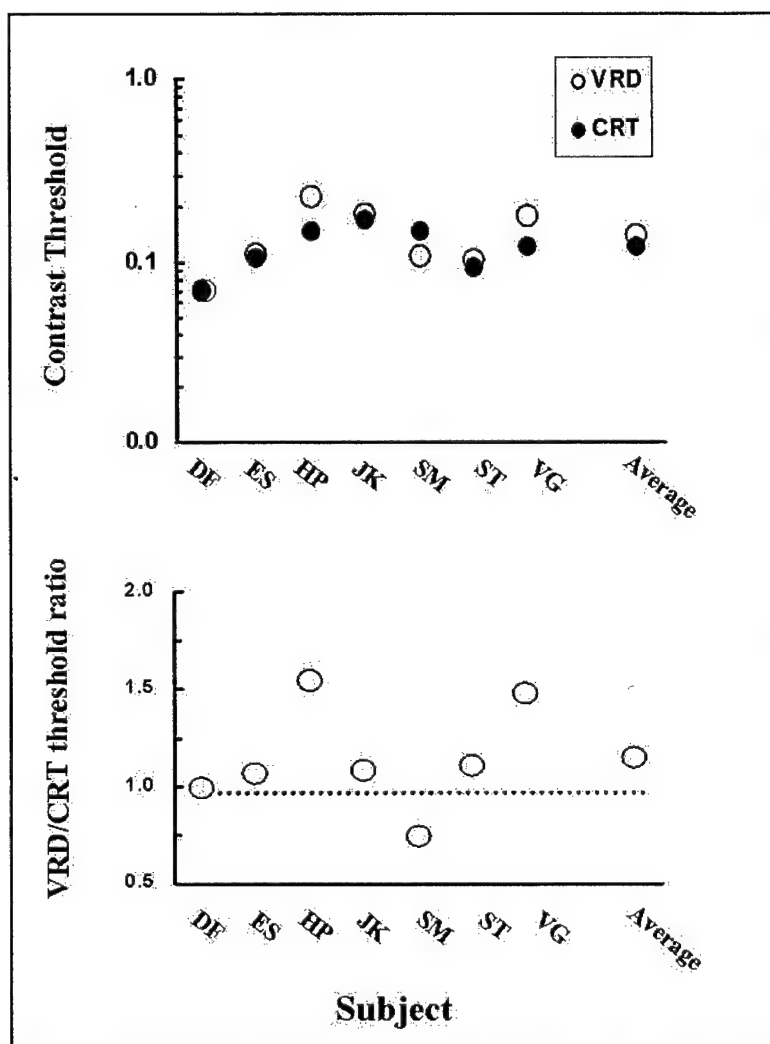 1.0
VRD
CRT
Contrast Threshold
0.1
0.0
DF ES HP JK SM ST VG Average
VRD/CRT threshold ratio
2.0
1.5
1.0
0.5
DF ES HP JK SM ST VG Average
Subject